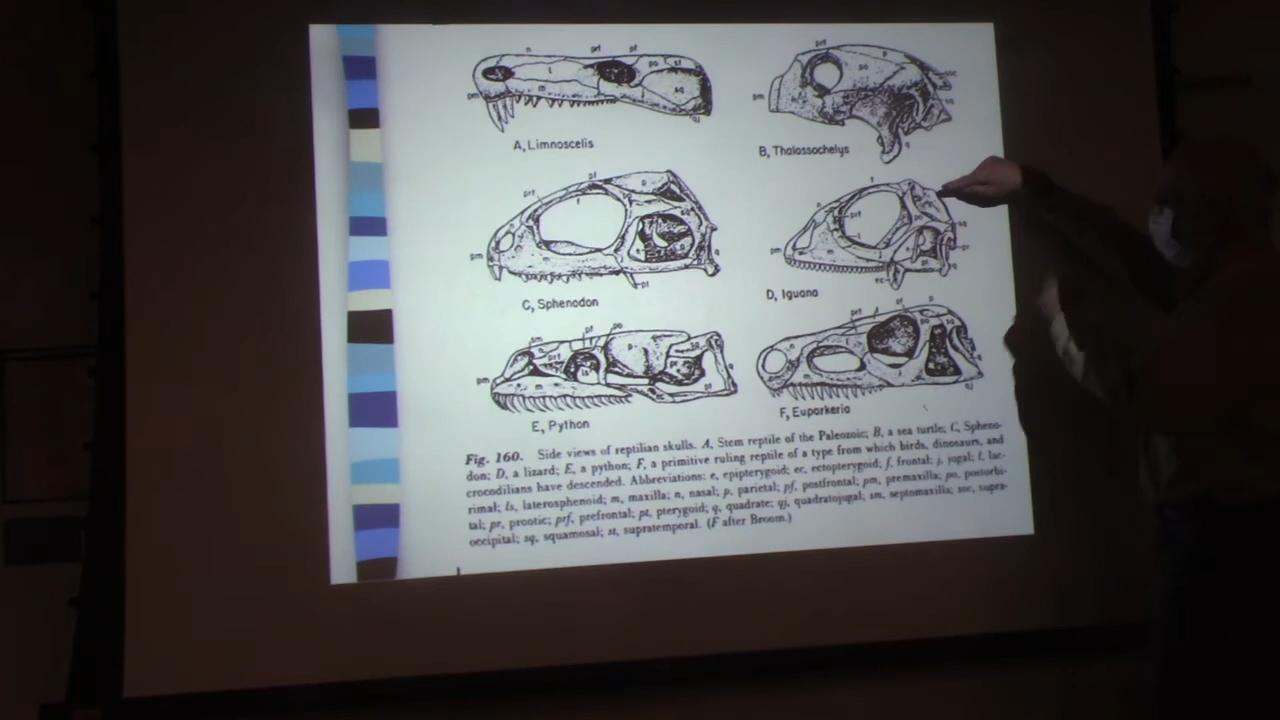 A, Limnoscelis
B, Thalassochelys
C, Sphenodon
D, Iguana
E, Python
F, Euparkeria
Fig. 160. Side views of reptilian skulls. A, Stem reptile of the Paleozoic; B, a sea turtle; C, Spheno-
don; D, a lizard; E, a python; F, a primitive ruling reptile of a type from which birds, dinosaurs, and
crocodilians have descended. Abbreviations: e, epipterygoid; ec, ectopterygoid; f, frontal; j, jugal; l, lac-
rimal; ls, laterosphenoid; m, maxilla; n, nasal; p, parietal; pf, postfrontal; pm, premaxilla; po, postorbi-
tal; pr, prootic; prf, prefrontal; pt, pterygoid; q, quadrate; qj, quadratojugal; sm, septomaxilla; soc, supra-
occipital; sq, squamosal; st, supratemporal. (F after Broom.)